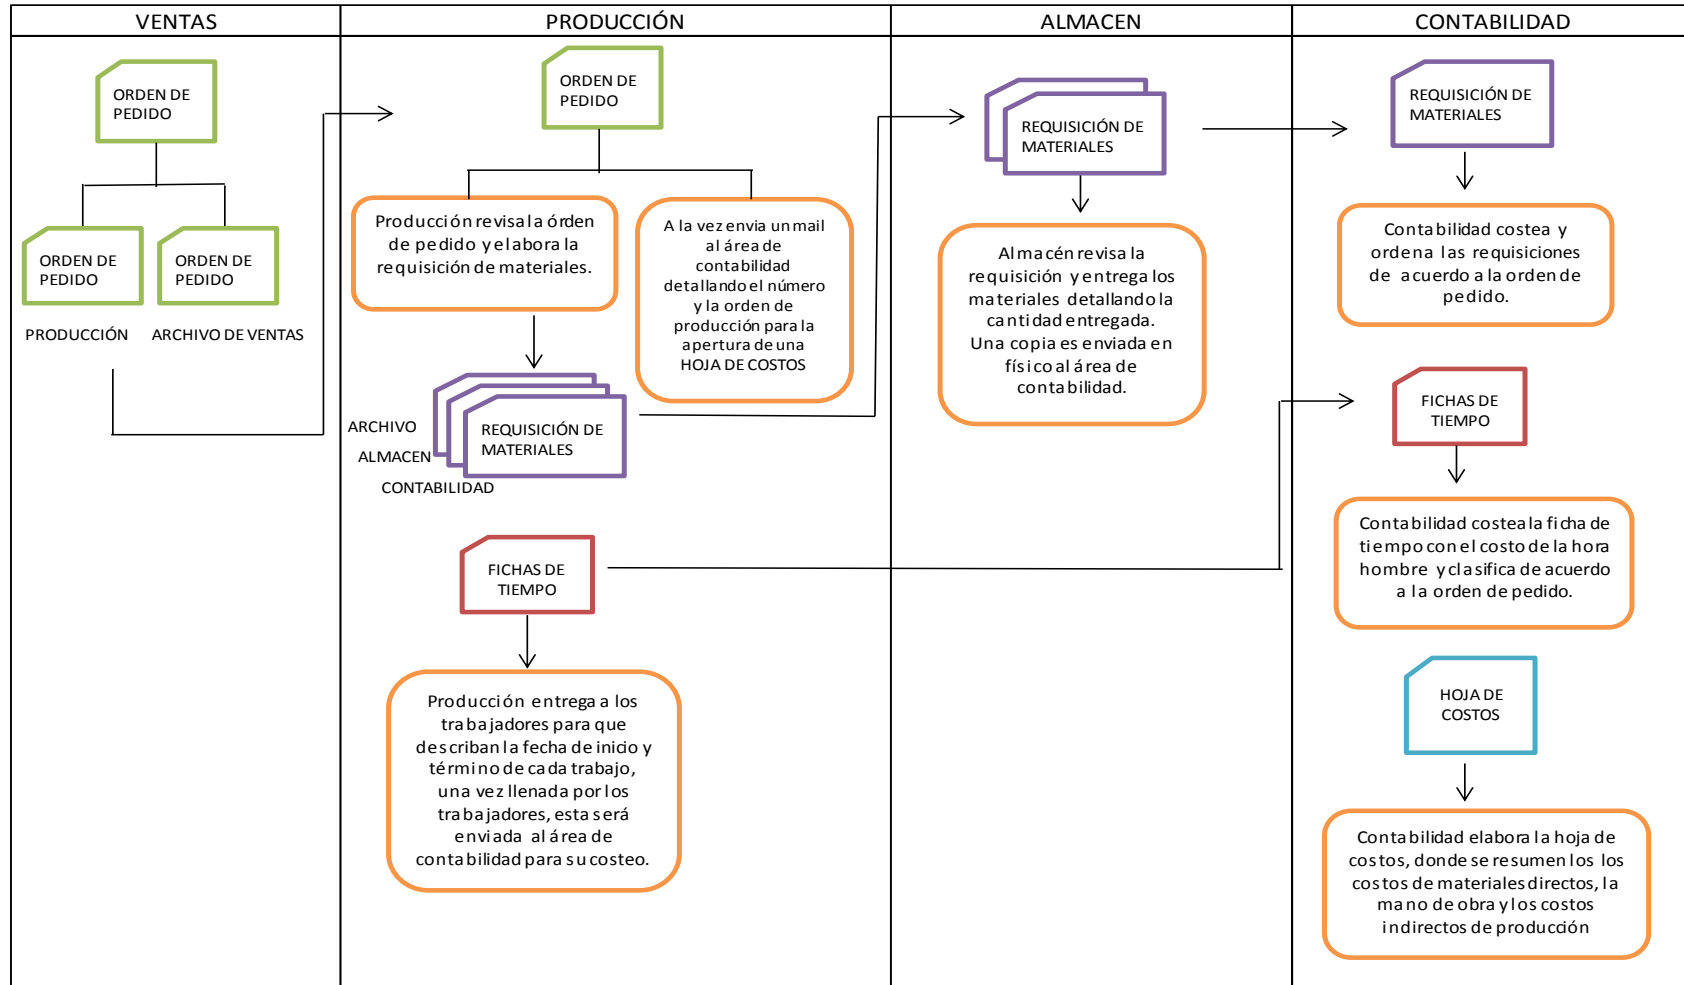 VENTAS
PRODUCCIÓN
ALMACEN
CONTABILIDAD
ORDEN DE
PEDIDO
ORDEN DE
PEDIDO
ORDEN DE
PEDIDO
PRODUCCIÓN
ARCHIVO DE VENTAS
ORDEN DE
PEDIDO
Producción revisa la órden
de pedido y elabora la
requisición de materiales.
A la vez envia un mail
al área de
contabilidad
detallando el número
y la orden de
producción para la
apertura de una
HOJA DE COSTOS
ARCHIVO
ALMACEN
CONTABILIDAD
REQUISICIÓN DE
MATERIALES
FICHAS DE
TIEMPO
Producción entrega a los
trabajadores para que
describan la fecha de inicio y
término de cada trabajo,
una vez llenada por los
trabajadores, esta será
enviada al área de
contabilidad para su costeo.
REQUISICIÓN DE
MATERIALES
Almacén revisa la
requisición y entrega los
materiales detallando la
cantidad entregada.
Una copia es enviada en
físico al área de
contabilidad.
REQUISICIÓN DE
MATERIALES
Contabilidad costea y
ordena las requisiciones
de acuerdo a la orden de
pedido.
FICHAS DE
TIEMPO
Contabilidad costea la ficha de
tiempo con el costo de la hora
hombre y clasifica de acuerdo
a la orden de pedido.
HOJA DE
COSTOS
Contabilidad elabora la hoja de
costos, donde se resumen los los
costos de materiales directos, la
mano de obra y los costos
indirectos de producción